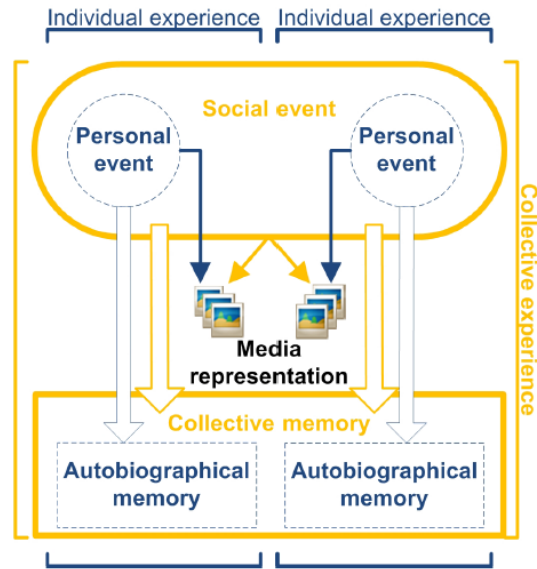 Individual experience Individual experience
Social event
Personal
event
Personal
event
Collective experience
Media
representation
Collective memory
Autobiographical
memory
Autobiographical
memory